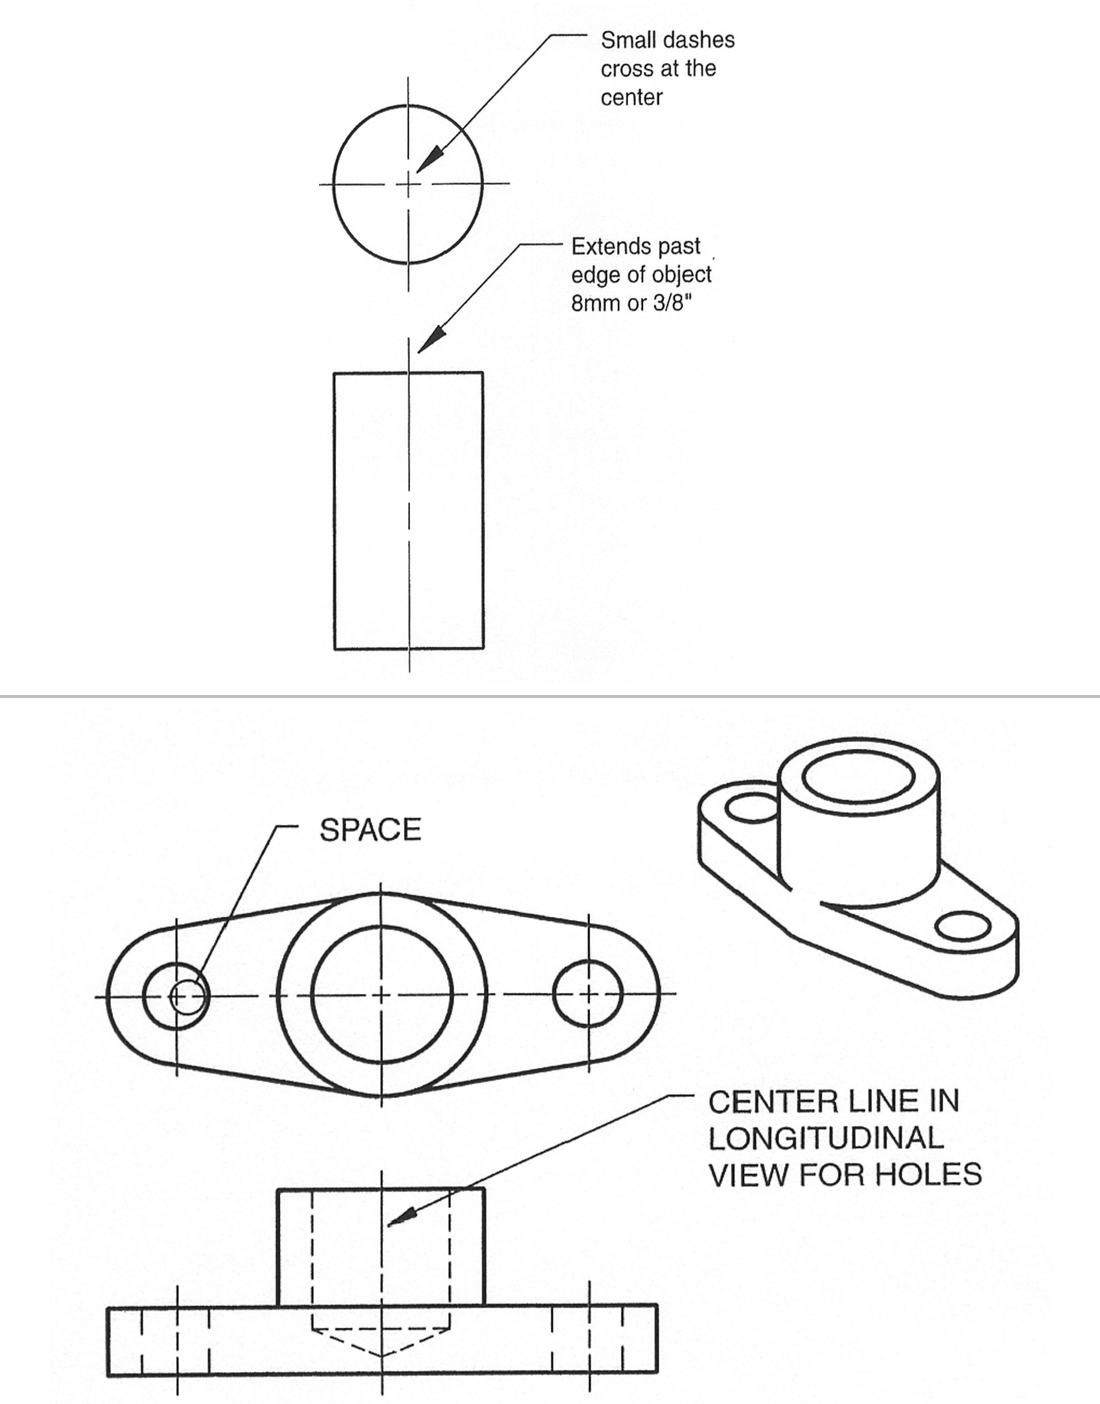 Small dashes
cross at the
center
Extends past
edge of object
8mm or 3/8"
SPACE
CENTER LINE IN
LONGITUDINAL
VIEW FOR HOLES